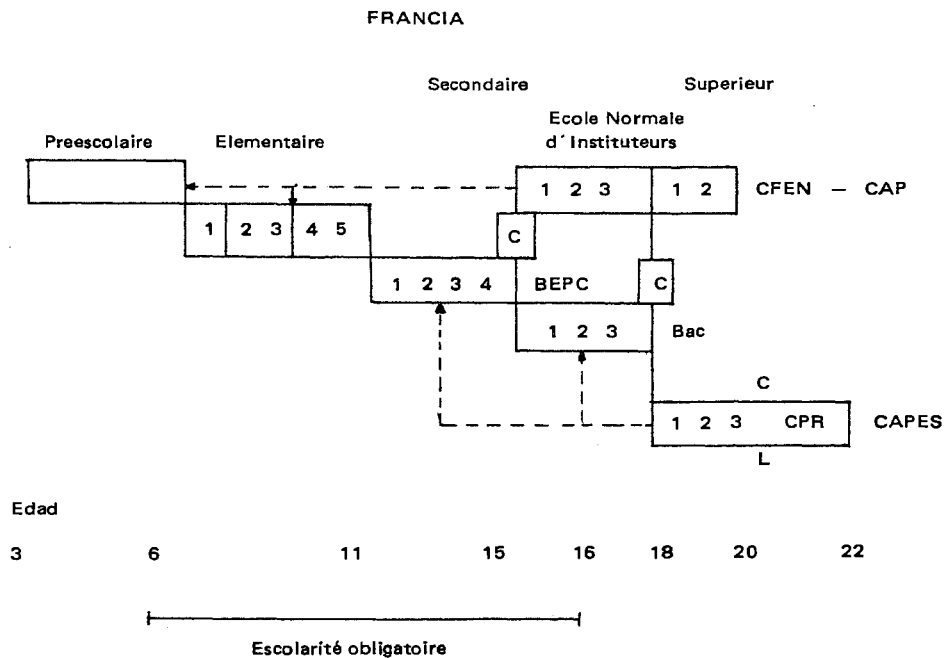 FRANCIA
Secondaire Superieur
Ecole Normale
d´Instituteurs
Preescolaire Elementaire
1 2 3 1 2 CFEN — CAP
1 2 3 4 5 C
1 2 3 4 BEPC C
1 2 3 Bac
C
1 2 3 CPR CAPES
L
Edad
3 6 11 15 16 18 20 22
Escolarité obligatoire